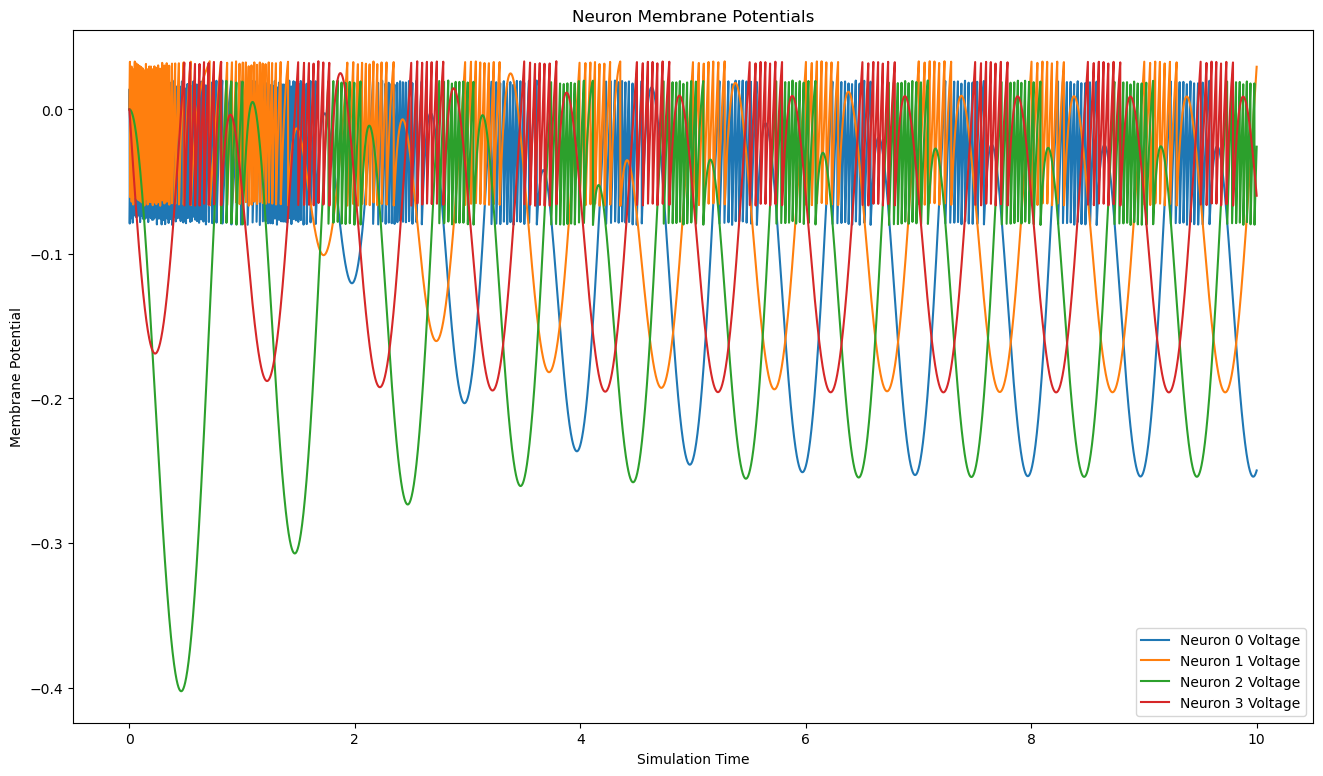 Neuron Membrane Potentials
Membrane Potential
0.0
−0.1
−0.2
−0.3
−0.4
0 2 4 6 8 10
Simulation Time
Neuron 0 Voltage
Neuron 1 Voltage
Neuron 2 Voltage
Neuron 3 Voltage